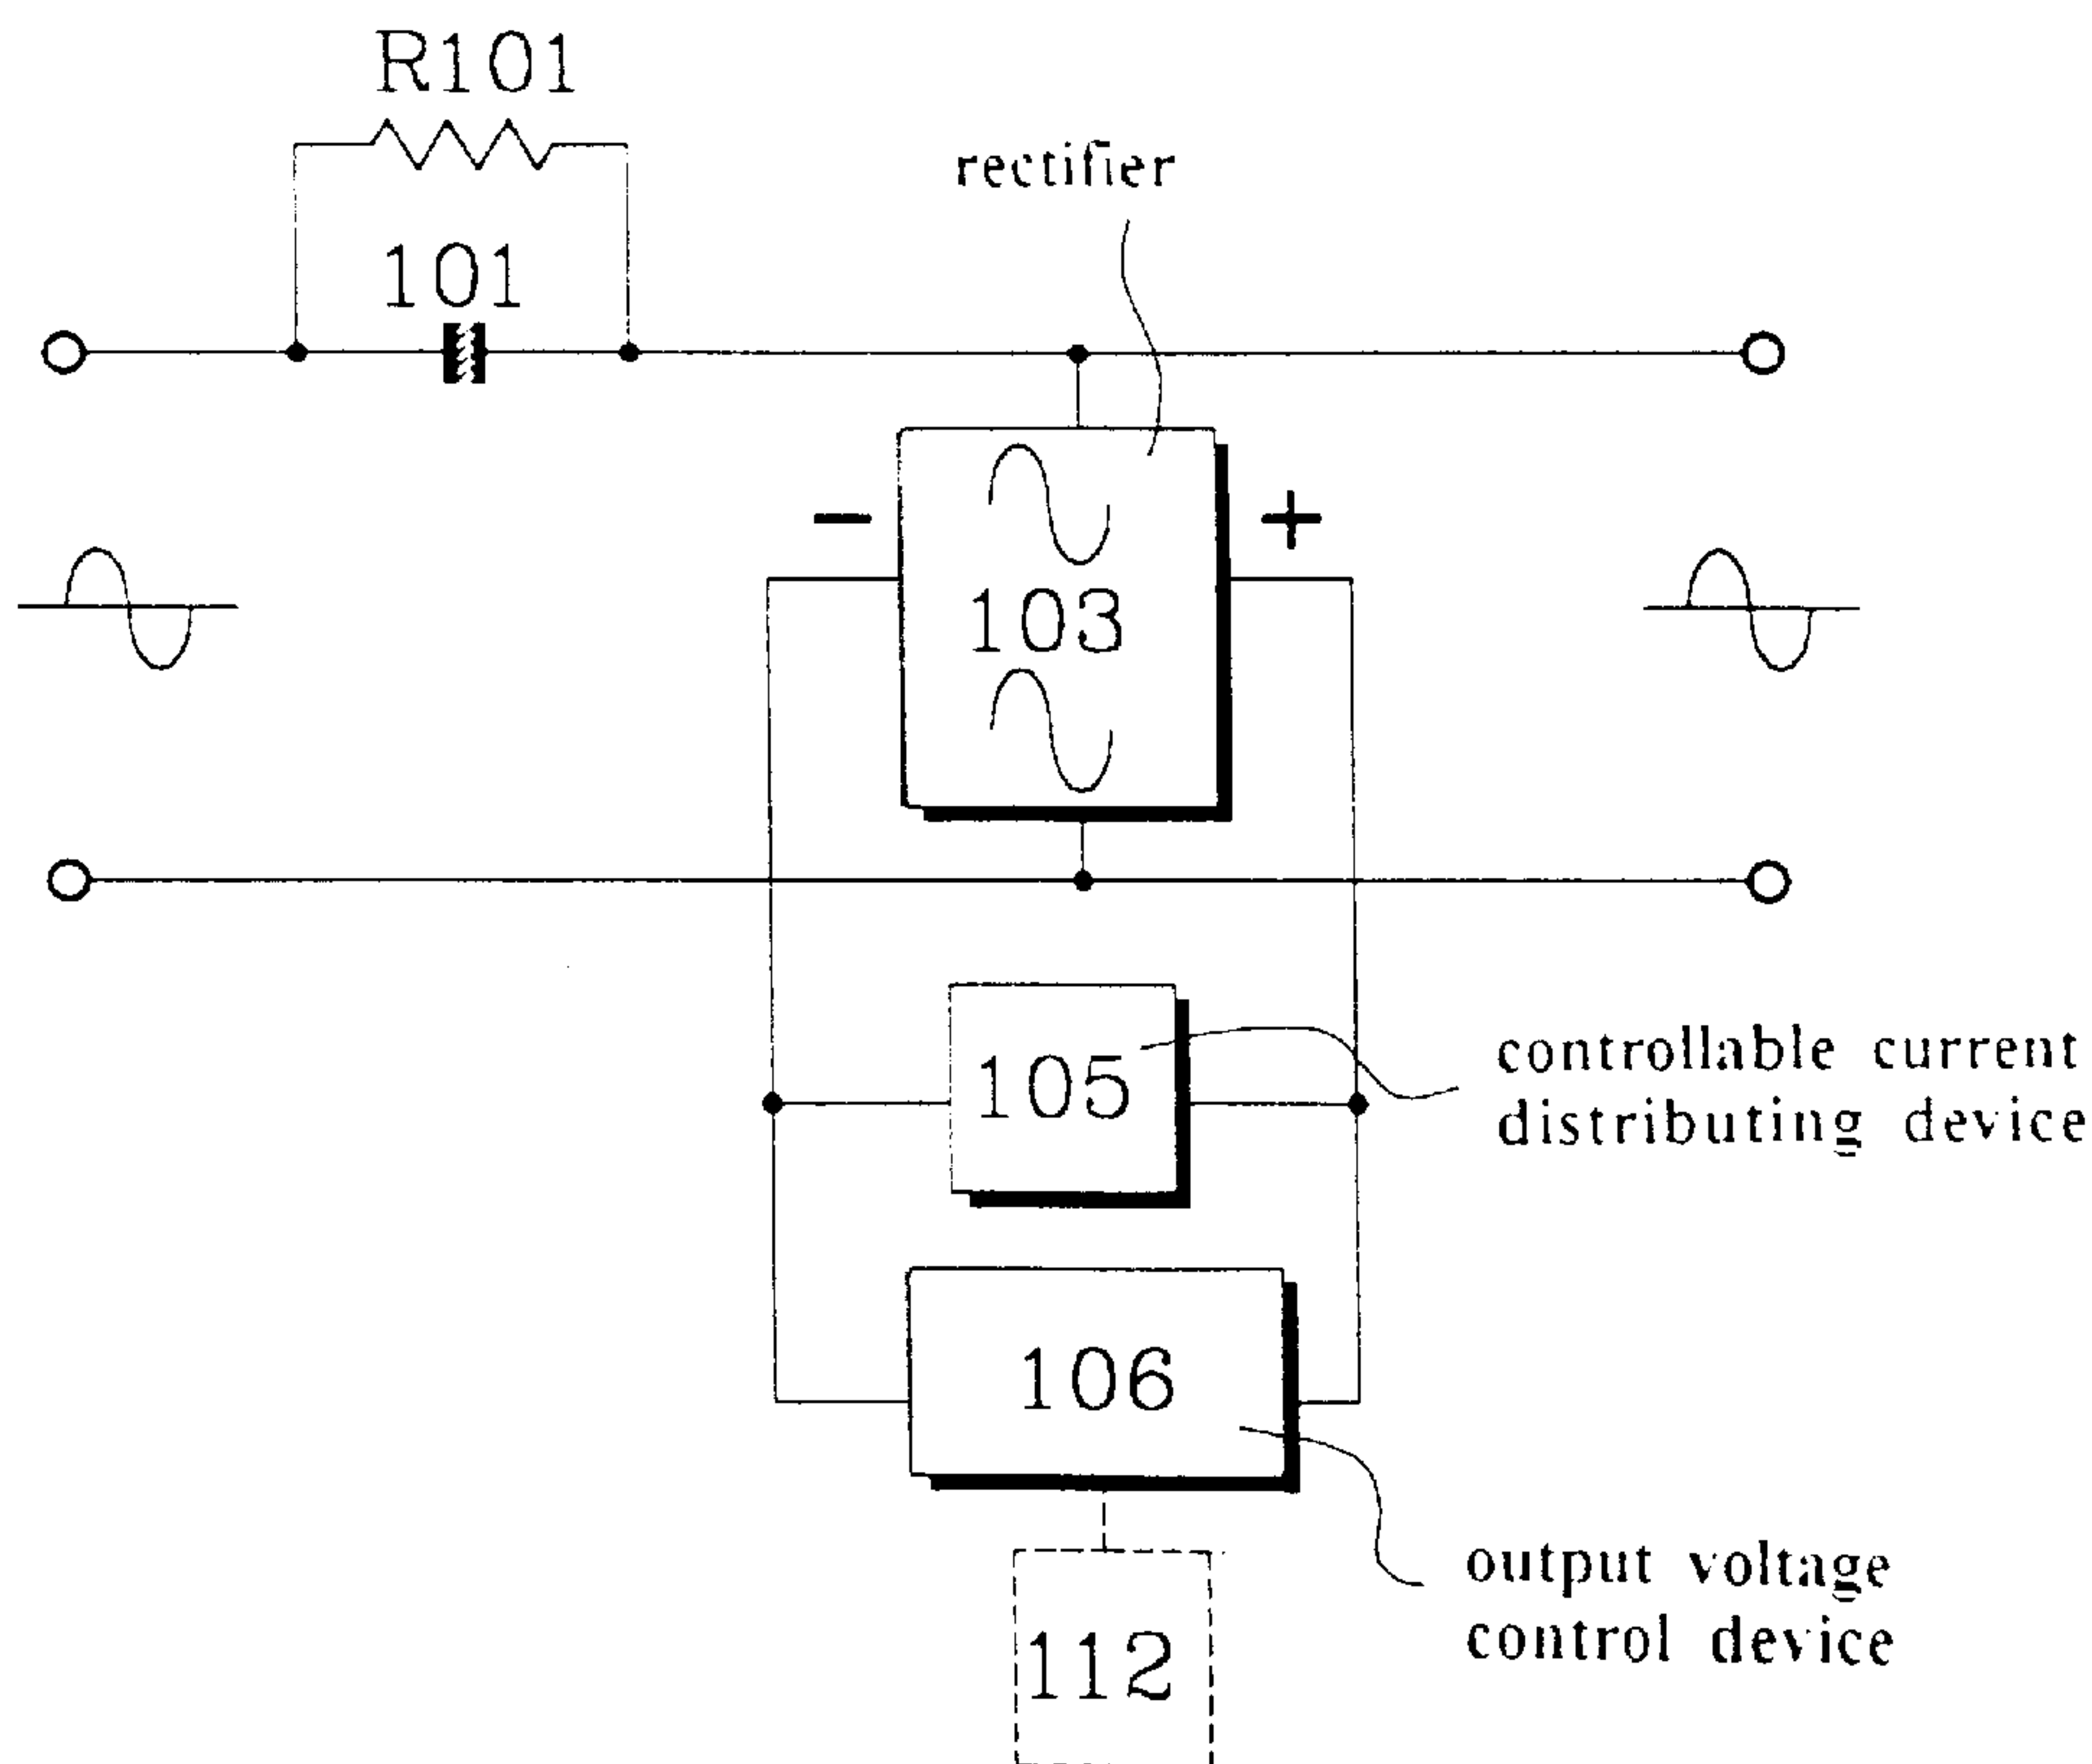 R101
rectifier
101
− +
103
105
controllable current
distributing device
106
output voltage
control device
112